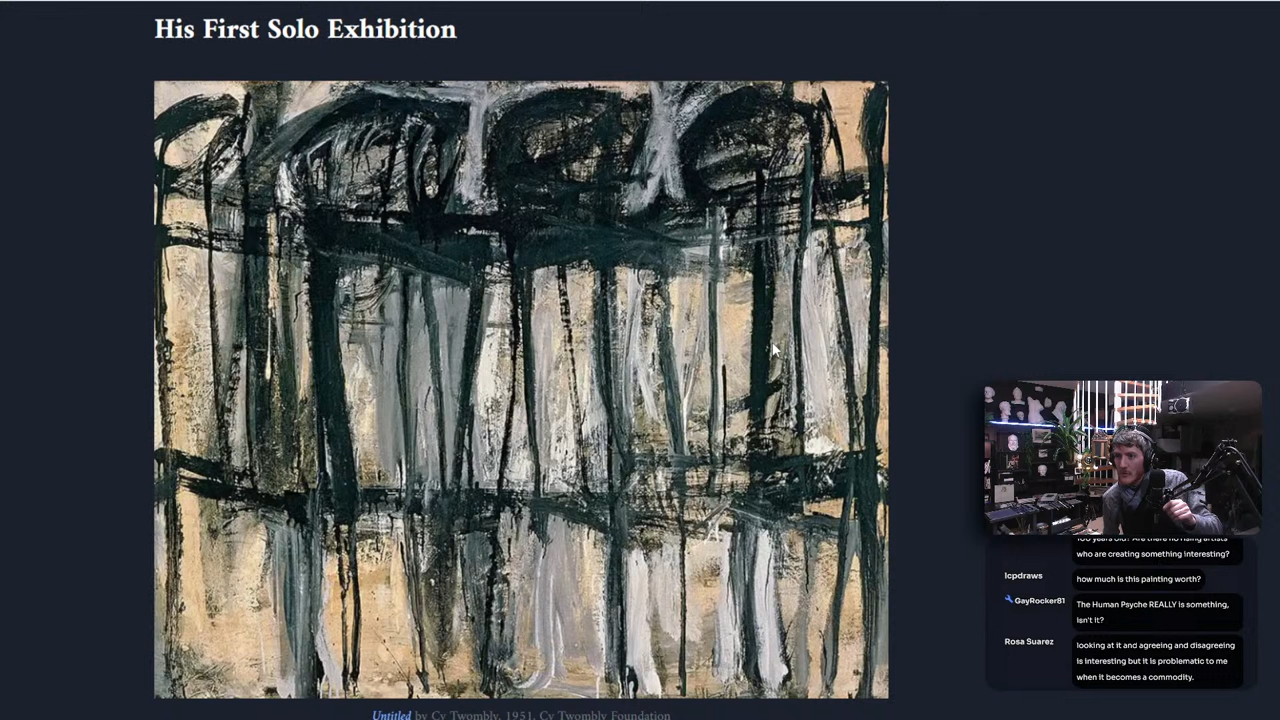 His First Solo Exhibition
Untitled by Cy Twombly, 1951, Cy Twombly Foundation
who are creating something interesting?
lcpdraws
how much is this painting worth?
GayRocker81
The Human Psyche REALLY is something,
isn't it?
Rosa Suarez
looking at it and agreeing and disagreeing
is interesting but it is problematic to me
when it becomes a commodity.